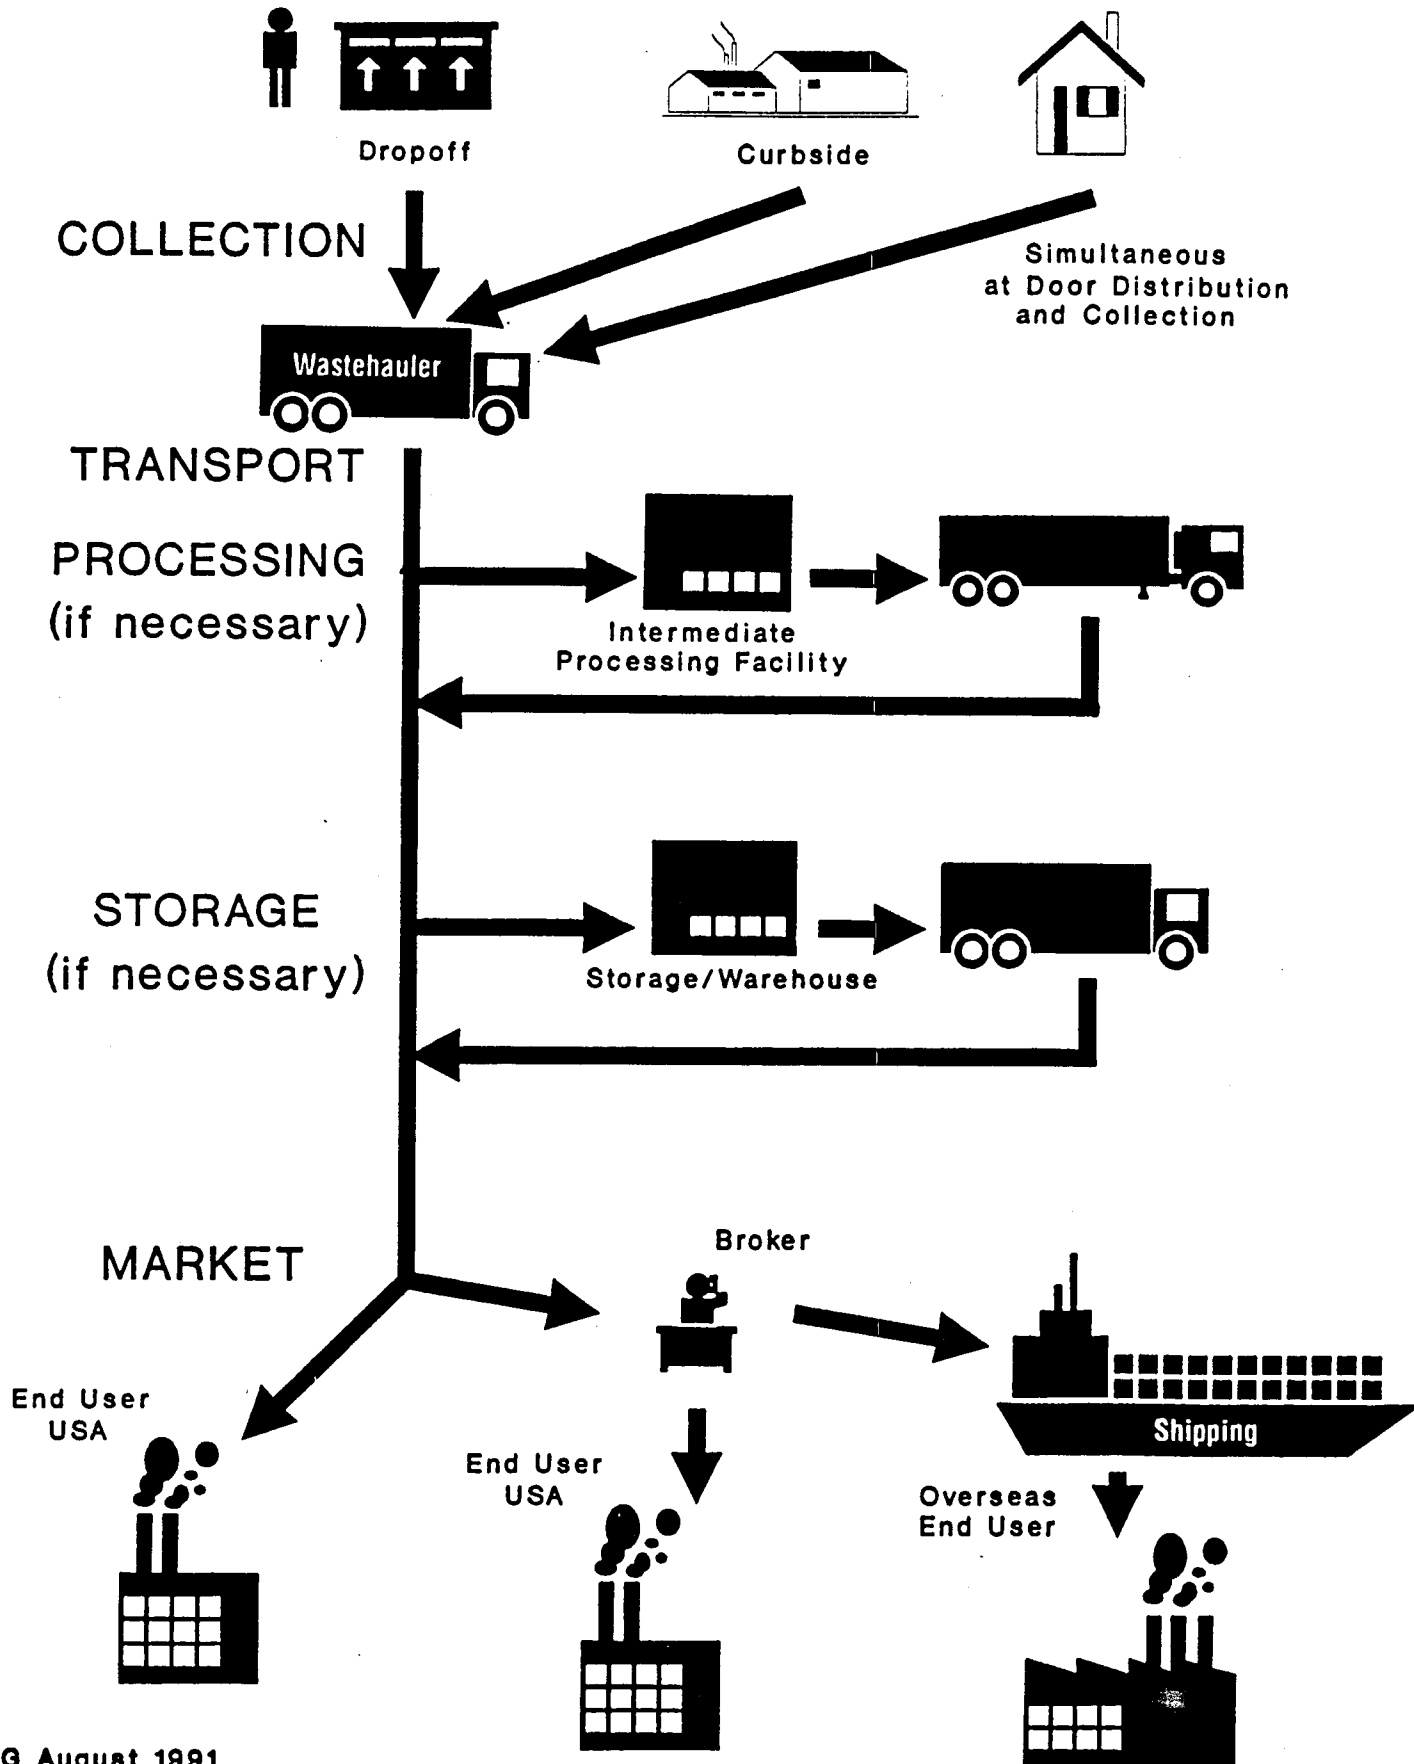 Dropoff
Curbside
COLLECTION
Simultaneous
at Door Distribution
and Collection
Wastehauler
TRANSPORT
PROCESSING
(if necessary)
Intermediate
Processing Facility
STORAGE
(if necessary)
Storage/Warehouse
Broker
MARKET
End User
USA
Shipping
End User
USA
Overseas
End User
G August 1991